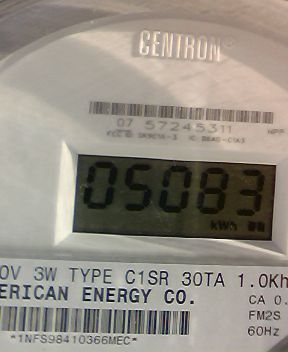 CENTRON®
07 57245311
05083
kWh
0V 3W TYPE C1SR 30TA 1.0Kh
ERICAN ENERGY CO.
CA 0.
FM2S
60Hz
*1NFS98410366MEC*